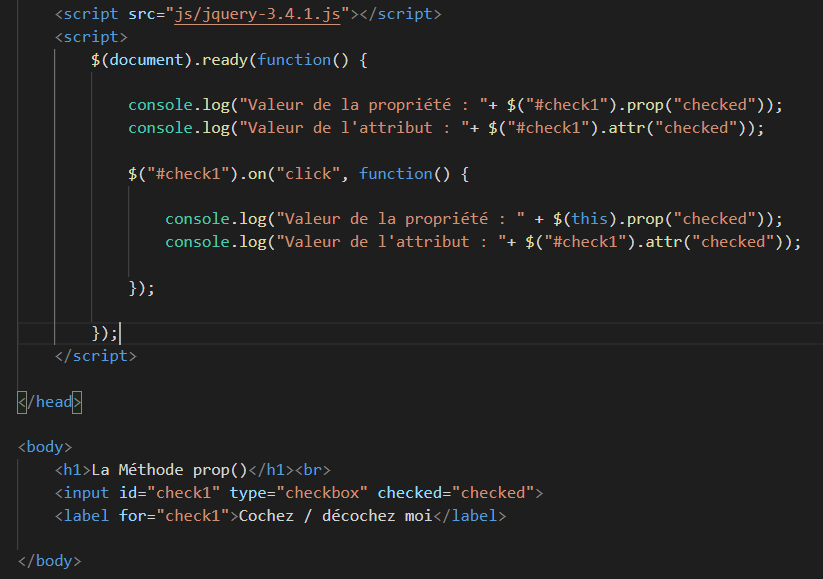 <script src="js/jquery-3.4.1.js"></script>
<script>
$(document).ready(function() {
console.log("Valeur de la propriété : "+ $("#check1").prop("checked"));
console.log("Valeur de l'attribut : "+ $("#check1").attr("checked"));
$("#check1").on("click", function() {
console.log("Valeur de la propriété : " + $(this).prop("checked"));
console.log("Valeur de l'attribut : "+ $("#check1").attr("checked"));
});
});
</script>
</head>
<body>
<h1>La Méthode prop()</h1><br>
<input id="check1" type="checkbox" checked="checked">
<label for="check1">Cochez / décochez moi</label>
</body>